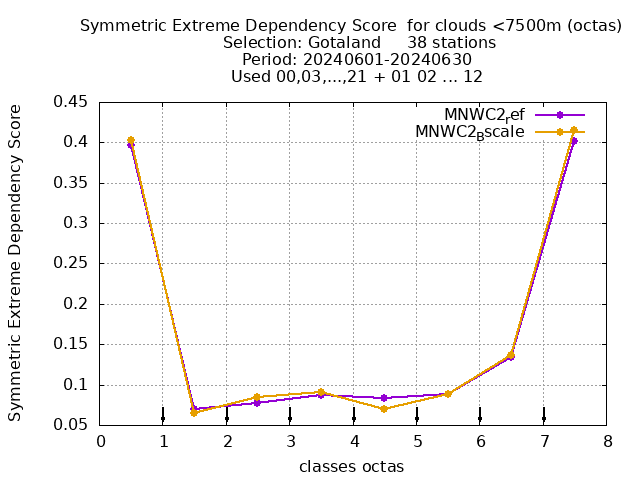 Symmetric Extreme Dependency Score  for clouds <7500m (octas)
Selection: Gotaland     38 stations
Period: 20240601-20240630
Used 00,03,...,21 + 01 02 ... 12
MNWC2ref
MNWC2Bscale
Symmetric Extreme Dependency Score
0.45
0.4
0.35
0.3
0.25
0.2
0.15
0.1
0.05
0 1 2 3 4 5 6 7 8
classes octas